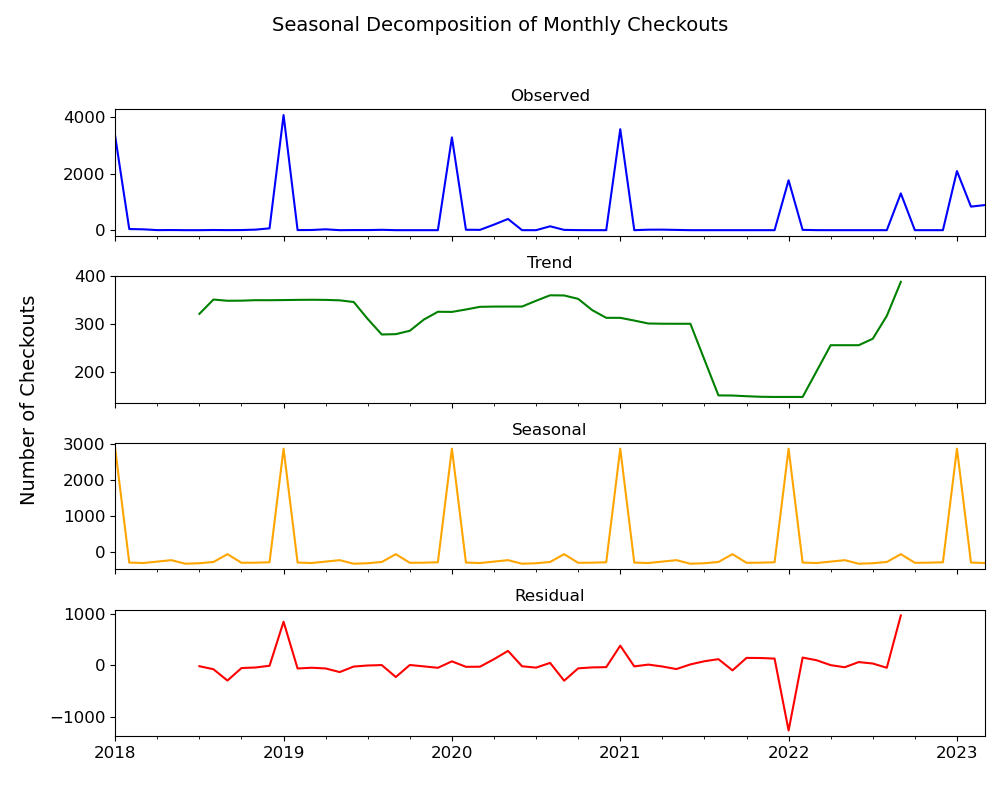 Seasonal Decomposition of Monthly Checkouts
Number of Checkouts
Observed
4000
2000
0
Trend
400
300
200
Seasonal
3000
2000
1000
0
Residual
1000
0
−1000
2018 2019 2020 2021 2022 2023